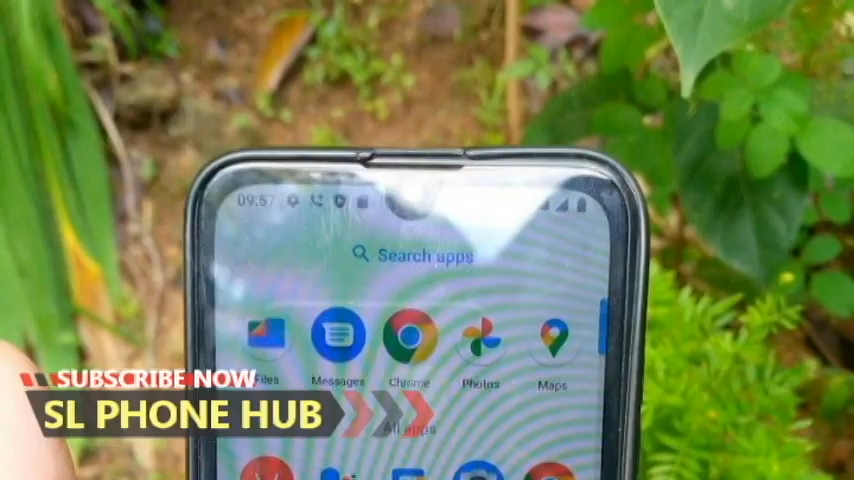 09:57
Search apps
Files Messages Chrome Photos Maps
All apps
SUBSCRIBE NOW
SL PHONE HUB